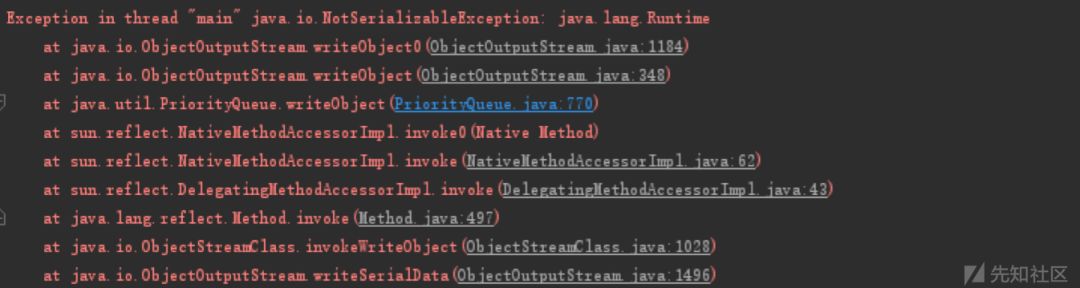 Exception in thread "main" java.io.NotSerializableException: java.lang.Runtime
at java.io.ObjectOutputStream.writeObject0(ObjectOutputStream.java:1184)
at java.io.ObjectOutputStream.writeObject(ObjectOutputStream.java:348)
at java.util.PriorityQueue.writeObject(PriorityQueue.java:770)
at sun.reflect.NativeMethodAccessorImpl.invoke0(Native Method)
at sun.reflect.NativeMethodAccessorImpl.invoke(NativeMethodAccessorImpl.java:62)
at sun.reflect.DelegatingMethodAccessorImpl.invoke(DelegatingMethodAccessorImpl.java:43)
at java.lang.reflect.Method.invoke(Method.java:497)
at java.io.ObjectStreamClass.invokeWriteObject(ObjectStreamClass.java:1028)
at java.io.ObjectOutputStream.writeSerialData(ObjectOutputStream.java:1496)
先知社区